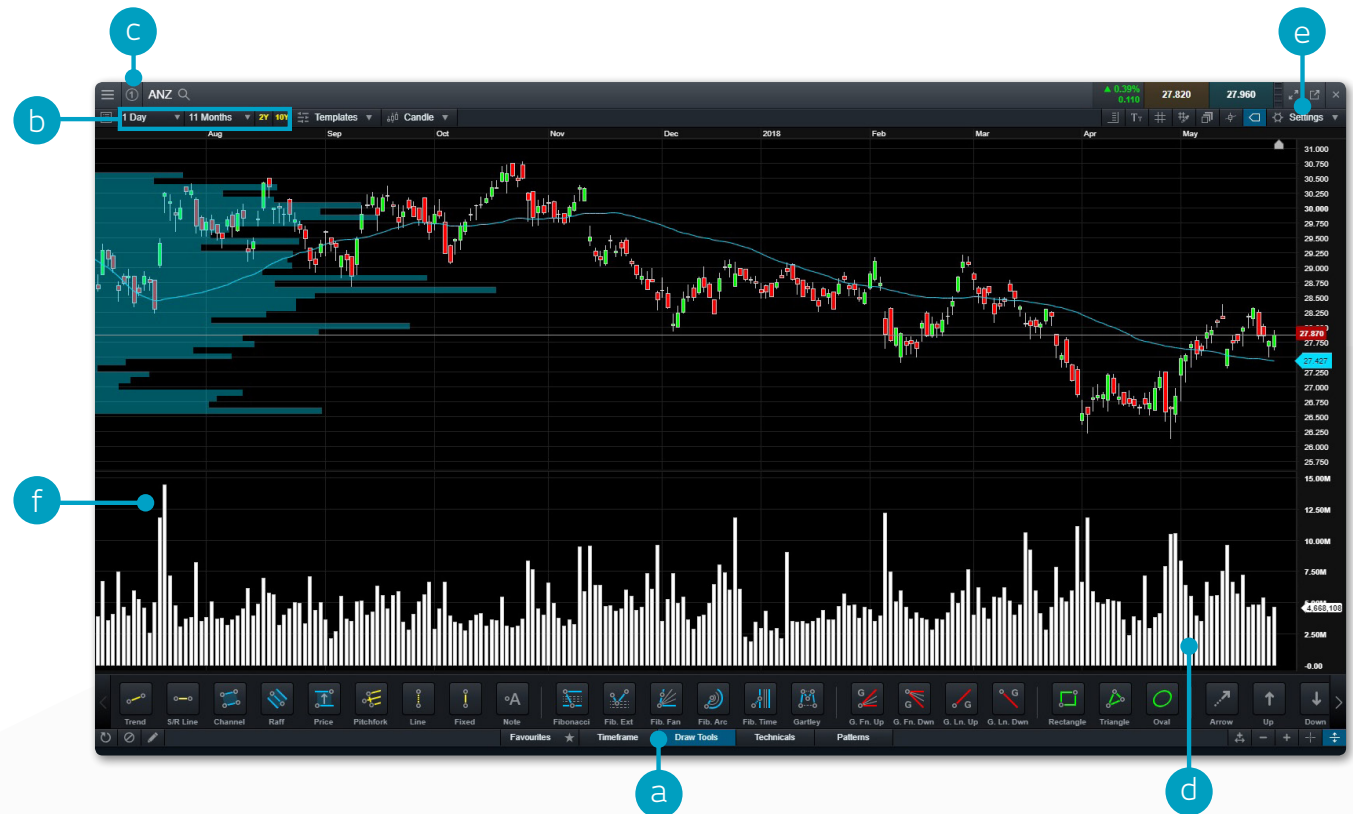 c
e
b
① ANZ
▲ 0.39%
0.110
27.820
27.960
1 Day ▼ 11 Months ▼ 2Y 10Y Templates ▼ Candle ▼
Settings ▼
Aug Sep Oct Nov Dec 2018 Feb Mar Apr May
31.000
30.750
30.500
30.250
30.000
29.750
29.500
29.250
29.000
28.750
28.500
28.250
27.870
27.750
27.427
27.250
27.000
26.750
26.500
26.250
26.000
25.750
f
15.00M
12.50M
10.00M
7.50M
4,668,108
2.50M
-0.00
Trend S/R Line Channel Raff Price Pitchfork Line Fixed Note Fibonacci Fib. Ext Fib. Fan Fib. Arc Fib. Time Gartley G. Fn. Up G. Fn. Dwn G. Ln. Up G. Ln. Dwn Rectangle Triangle Oval Arrow Up Down
Favourites ★ Timeframe Draw Tools Technicals Patterns
a
d